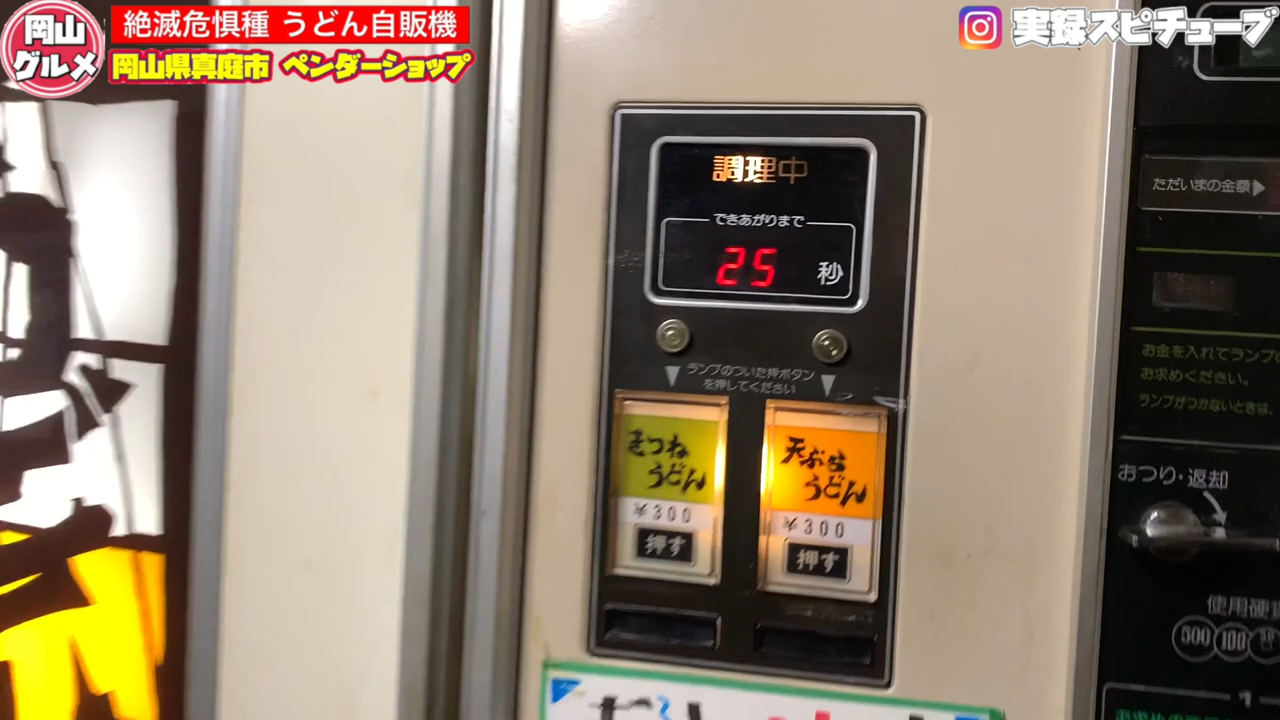 岡山
グルメ
絶滅危惧種 うどん自販機
岡山県真庭市 ペンダーショップ
実録スピチューブ
調理中
できあがりまで
25 秒
ランプのついた押ボタン
を押してください
きつね
うどん
¥300
押す
天ぷら
うどん
¥300
押す
ただいまの金額
お金を入れてランプ
お求めください。
ランプがつかないときは、
おつり・返却
使用硬
500 100
1